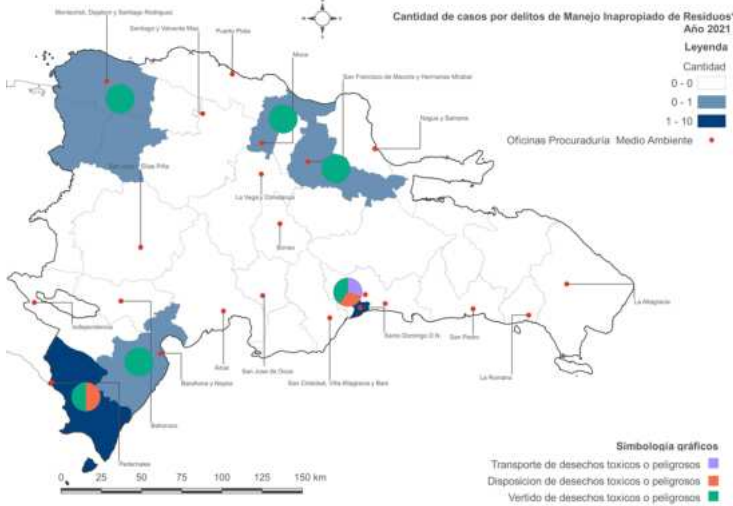 Cantidad de casos por delitos de Manejo Inapropiado de Residuos"
Año 2021
Leyenda
Cantidad
0 - 0
0 - 1
1 - 10
Oficinas Procuraduría Medio Ambiente
Montecristi, Dajabon y Santiago Rodriguez
Santiago y Valverde Mao
Puerto Plata
Moca
San Francisco de Macoris y Hermanas Mirabal
Nagua y Samana
San Juan y Elias Piña
La Vega y Constanza
Bonao
La Altagracia
Independencia
Santo Domingo D.N.
San Pedro
Barahona y Neyba
Azua
San Jose de Ocoa
San Cristobal, Villa Altagracia y Bani
La Romana
Bahoruco
Pedernales
0 25 50 100 150 km
Simbología gráficos
Transporte de desechos toxicos o peligrosos
Disposicion de desechos toxicos o peligrosos
Vertido de desechos toxicos o peligrosos